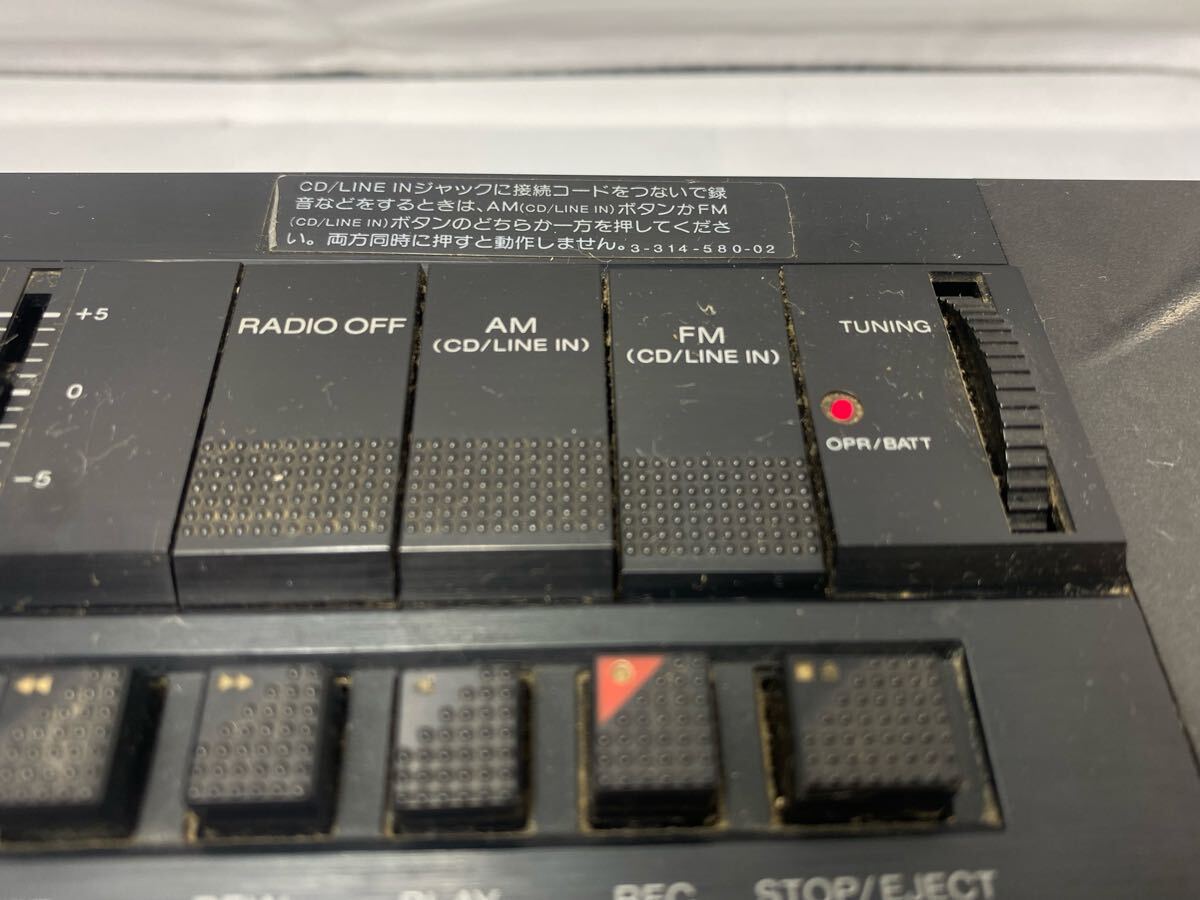 CD/LINE INジャックに接続コードをつないで録
音などをするときは、AM(CD/LINE IN)ボタンかFM
(CD/LINE IN)ボタンのどちらか一方を押してくださ
い。両方同時に押すと動作しません。3-314-580-02
+5
0
-5
RADIO OFF
AM
(CD/LINE IN)
FM
(CD/LINE IN)
TUNING
OPR/BATT
PLAY
REC
STOP/EJECT